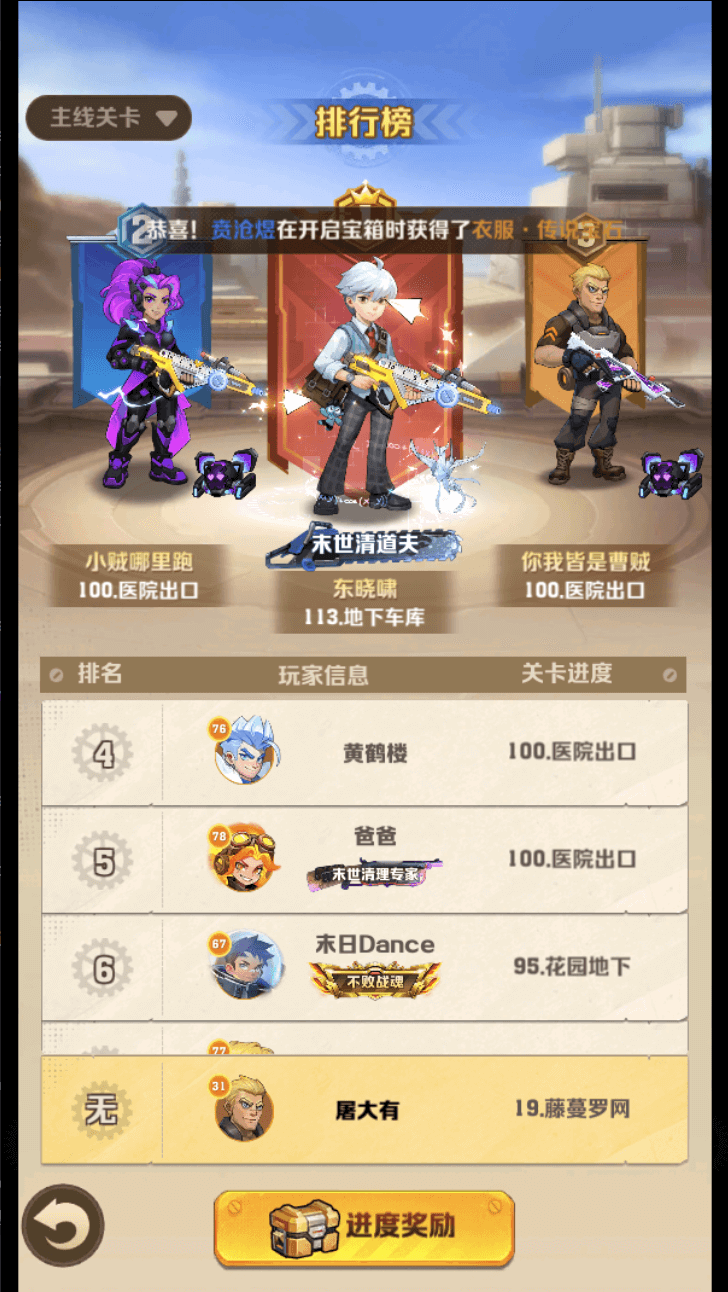 主线关卡
排行榜
2
恭喜！贲沧煜在开启宝箱时获得了衣服·传说宝石
3
末世清道夫
小贼哪里跑
100.医院出口
东晓啸
113.地下车库
你我皆是曹贼
100.医院出口
排名 玩家信息 关卡进度
4 76 黄鹤楼 100.医院出口
5 78 爸爸 100.医院出口
末世清理专家
6 67 末日Dance 95.花园地下
不败战魂
77
无 31 屠大有 19.藤蔓罗网
进度奖励